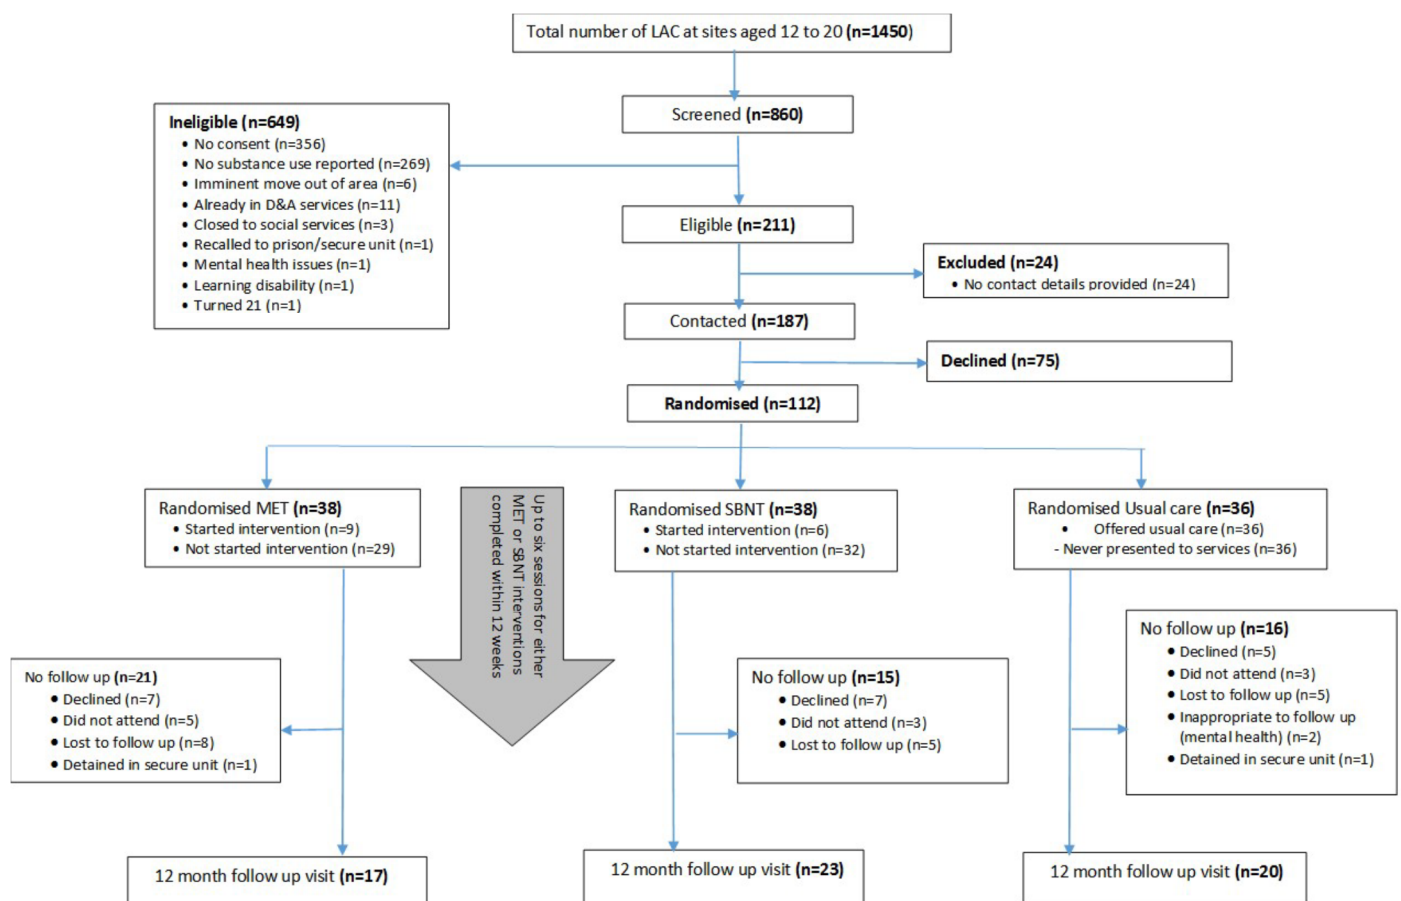 Total number of LAC at sites aged 12 to 20 (n=1450)
Screened (n=860)
Ineligible (n=649)
• No consent (n=356)
• No substance use reported (n=269)
• Imminent move out of area (n=6)
• Already in D&A services (n=11)
• Closed to social services (n=3)
• Recalled to prison/secure unit (n=1)
• Mental health issues (n=1)
• Learning disability (n=1)
• Turned 21 (n=1)
Eligible (n=211)
Excluded (n=24)
• No contact details provided (n=24)
Contacted (n=187)
Declined (n=75)
Randomised (n=112)
Randomised MET (n=38)
• Started intervention (n=9)
• Not started intervention (n=29)
Up to six sessions for either
MET or SBNT interventions
completed within 12 weeks
Randomised SBNT (n=38)
• Started intervention (n=6)
• Not started intervention (n=32)
Randomised Usual care (n=36)
• Offered usual care (n=36)
- Never presented to services (n=36)
No follow up (n=21)
• Declined (n=7)
• Did not attend (n=5)
• Lost to follow up (n=8)
• Detained in secure unit (n=1)
No follow up (n=15)
• Declined (n=7)
• Did not attend (n=3)
• Lost to follow up (n=5)
No follow up (n=16)
• Declined (n=5)
• Did not attend (n=3)
• Lost to follow up (n=5)
• Inappropriate to follow up
(mental health) (n=2)
• Detained in secure unit (n=1)
12 month follow up visit (n=17)
12 month follow up visit (n=23)
12 month follow up visit (n=20)